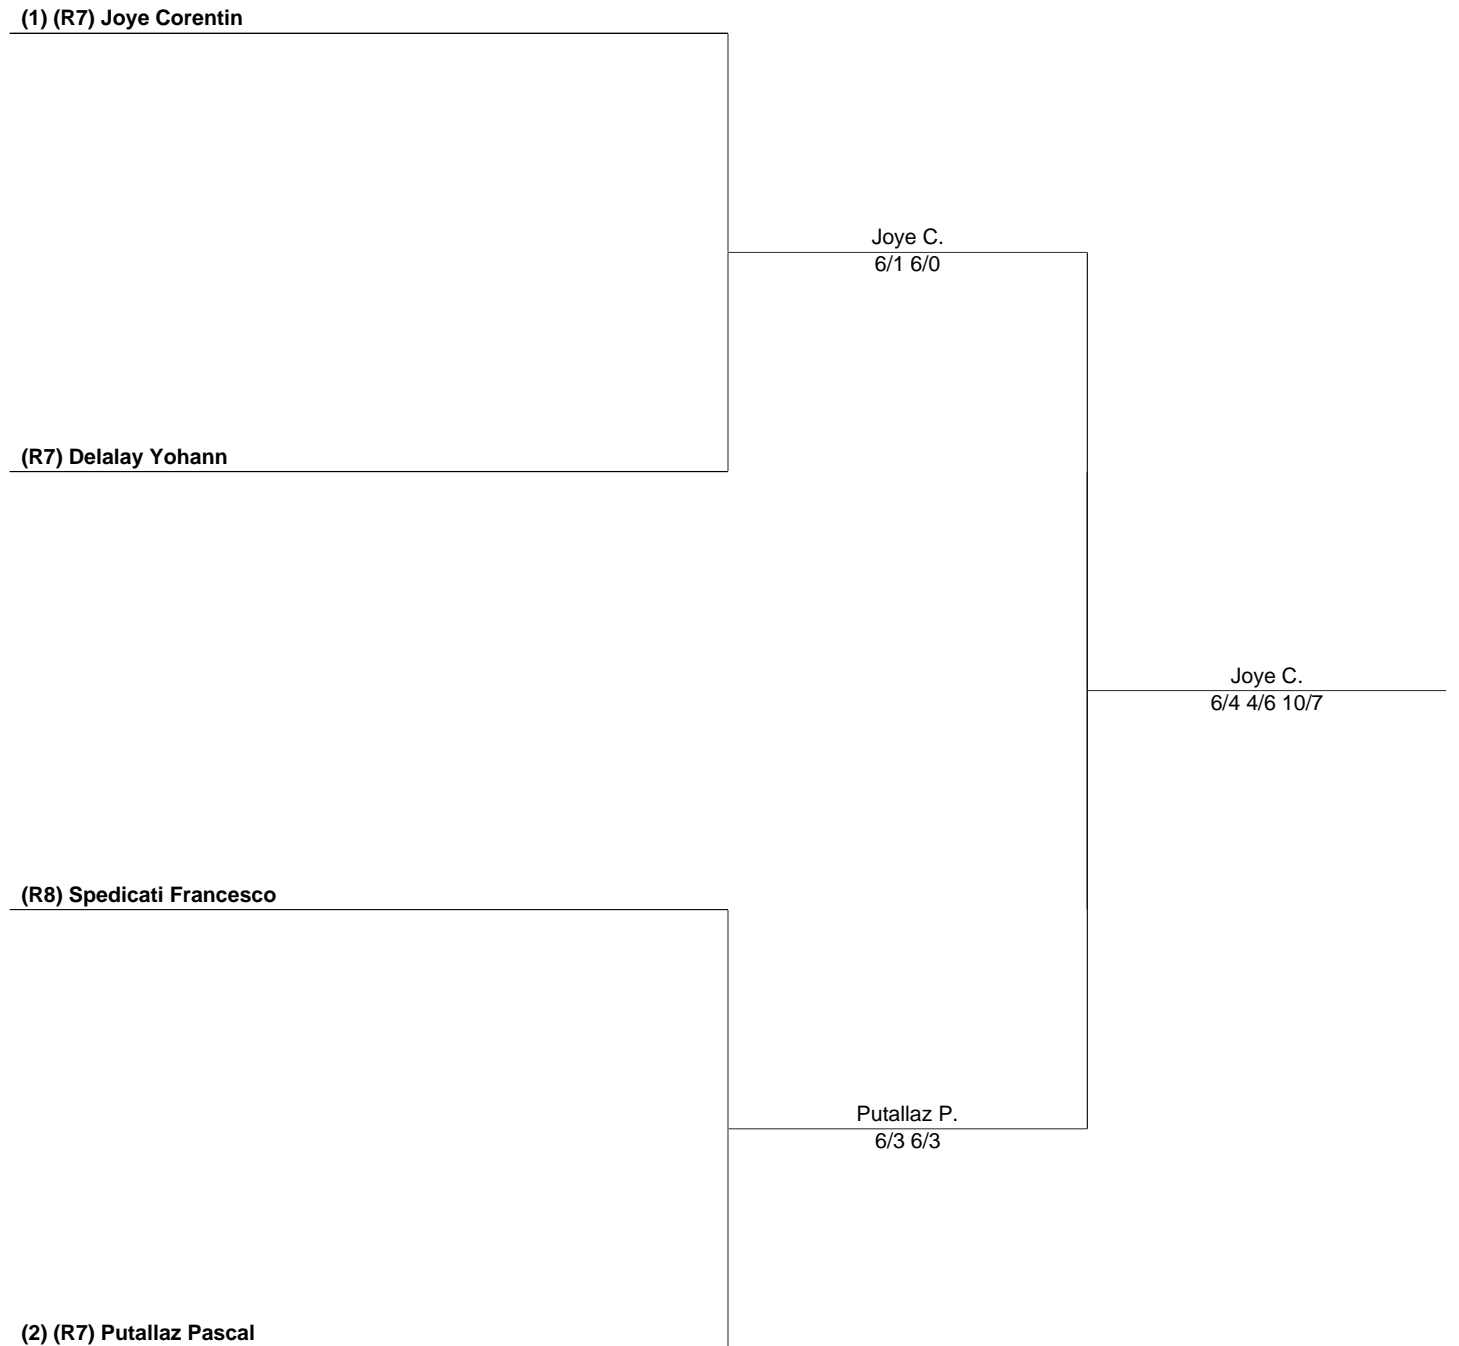 (1) (R7) Joye Corentin
Joye C.
6/1 6/0
(R7) Delalay Yohann
Joye C.
6/4 4/6 10/7
(R8) Spedicati Francesco
Putallaz P.
6/3 6/3
(2) (R7) Putallaz Pascal